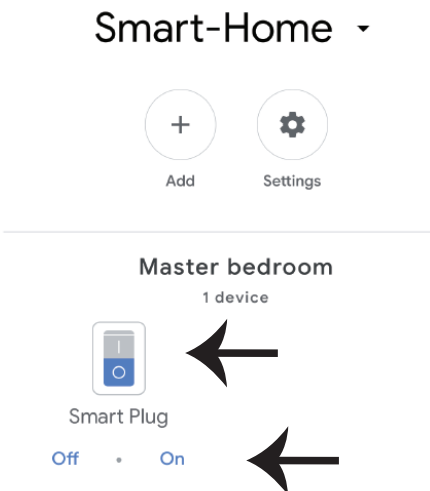 Smart-Home
Add Settings
Master bedroom
1 device
Smart Plug
Off • On